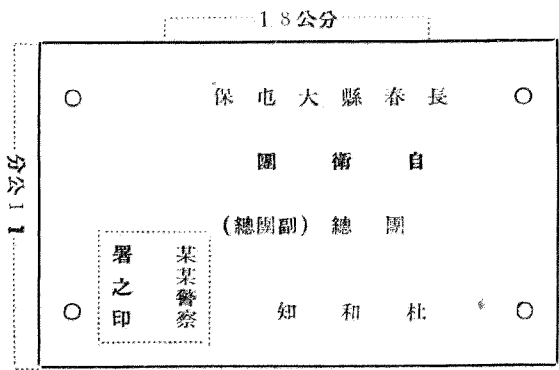 18公分
11公分
長春縣大屯保
自衛團
團總(副團總)
杜和知
某某警察
署之印